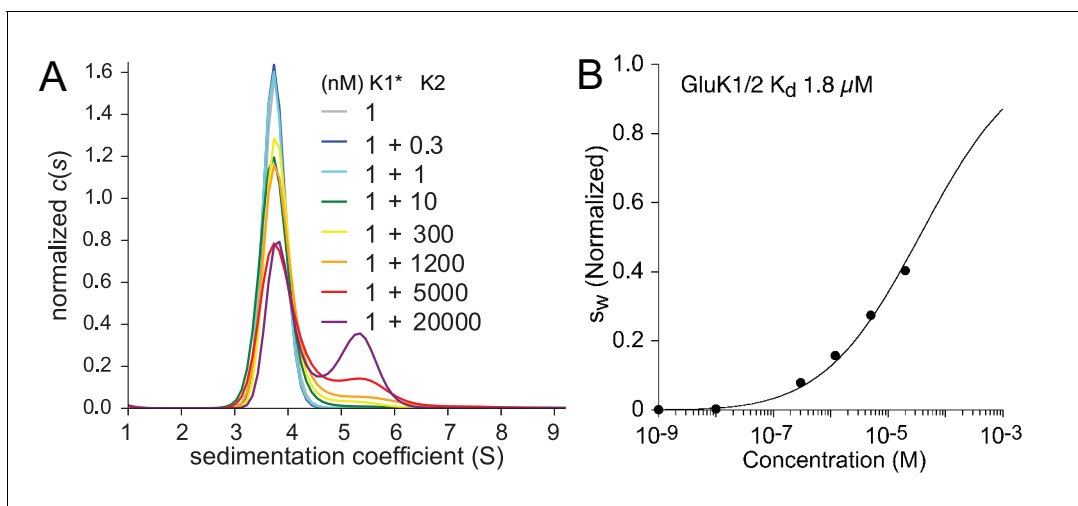 A
normalized c(s)
1.6
1.4
1.2
1.0
0.8
0.6
0.4
0.2
0.0
1 2 3 4 5 6 7 8 9
sedimentation coefficient (S)
(nM) K1* K2
1
1 + 0.3
1 + 1
1 + 10
1 + 300
1 + 1200
1 + 5000
1 + 20000
B
GluK1/2 Kd 1.8 µM
sw (Normalized)
1.0
0.8
0.6
0.4
0.2
0
10-9 10-7 10-5 10-3
Concentration (M)